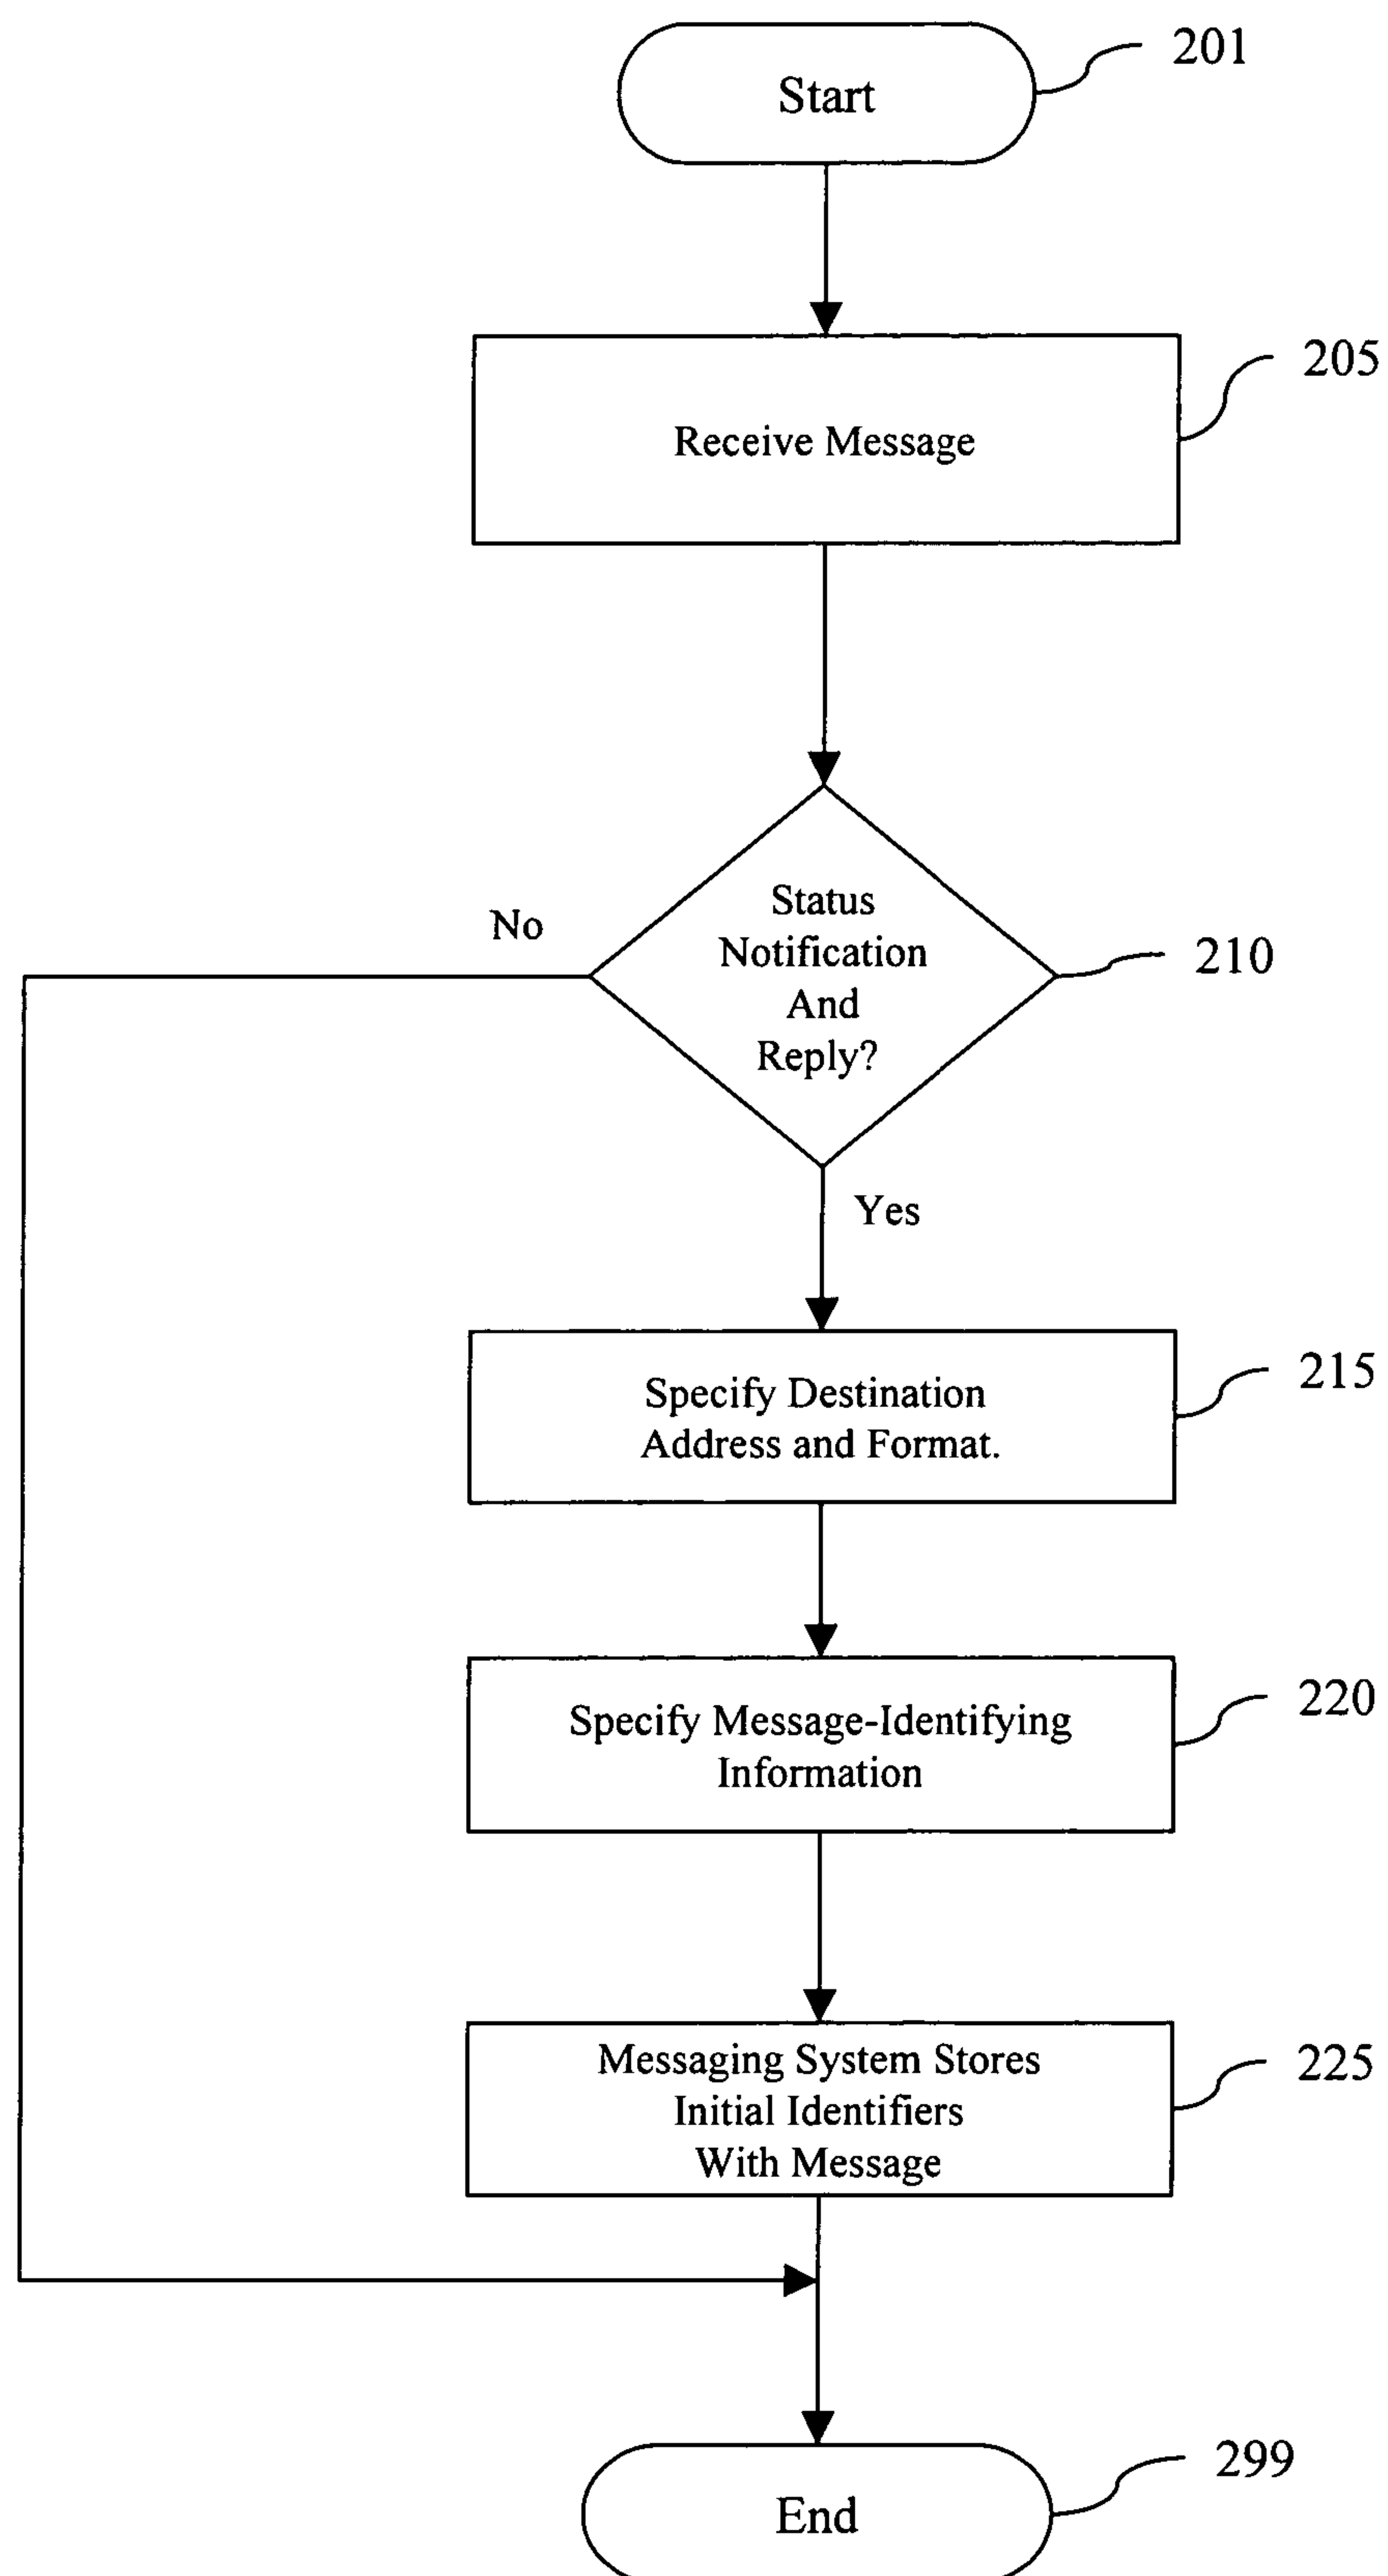 Start
201
Receive Message
205
Status
Notification
And
Reply?
210
No
Yes
Specify Destination
Address and Format.
215
Specify Message-Identifying
Information
220
Messaging System Stores
Initial Identifiers
With Message
225
End
299